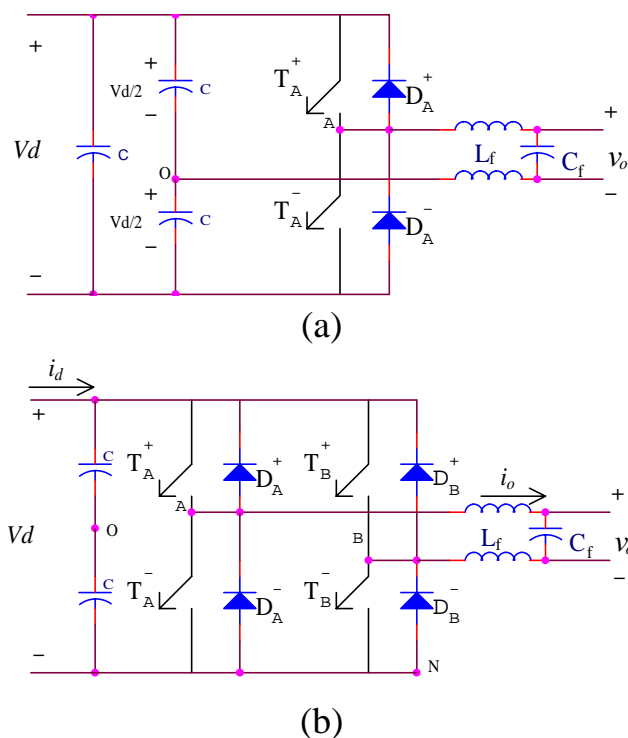 + + T_A^+ D_A^+
Vd/2 C A +
Vd C − L_f C_f v_o
O
+ T_A^- D_A^- −
Vd/2 C
− −
(a)
i_d
+ C T_A^+ D_A^+ T_B^+ D_B^+ i_o
A +
Vd O B L_f C_f v
C T_A^- D_A^- T_B^- D_B^- −
− N
(b)